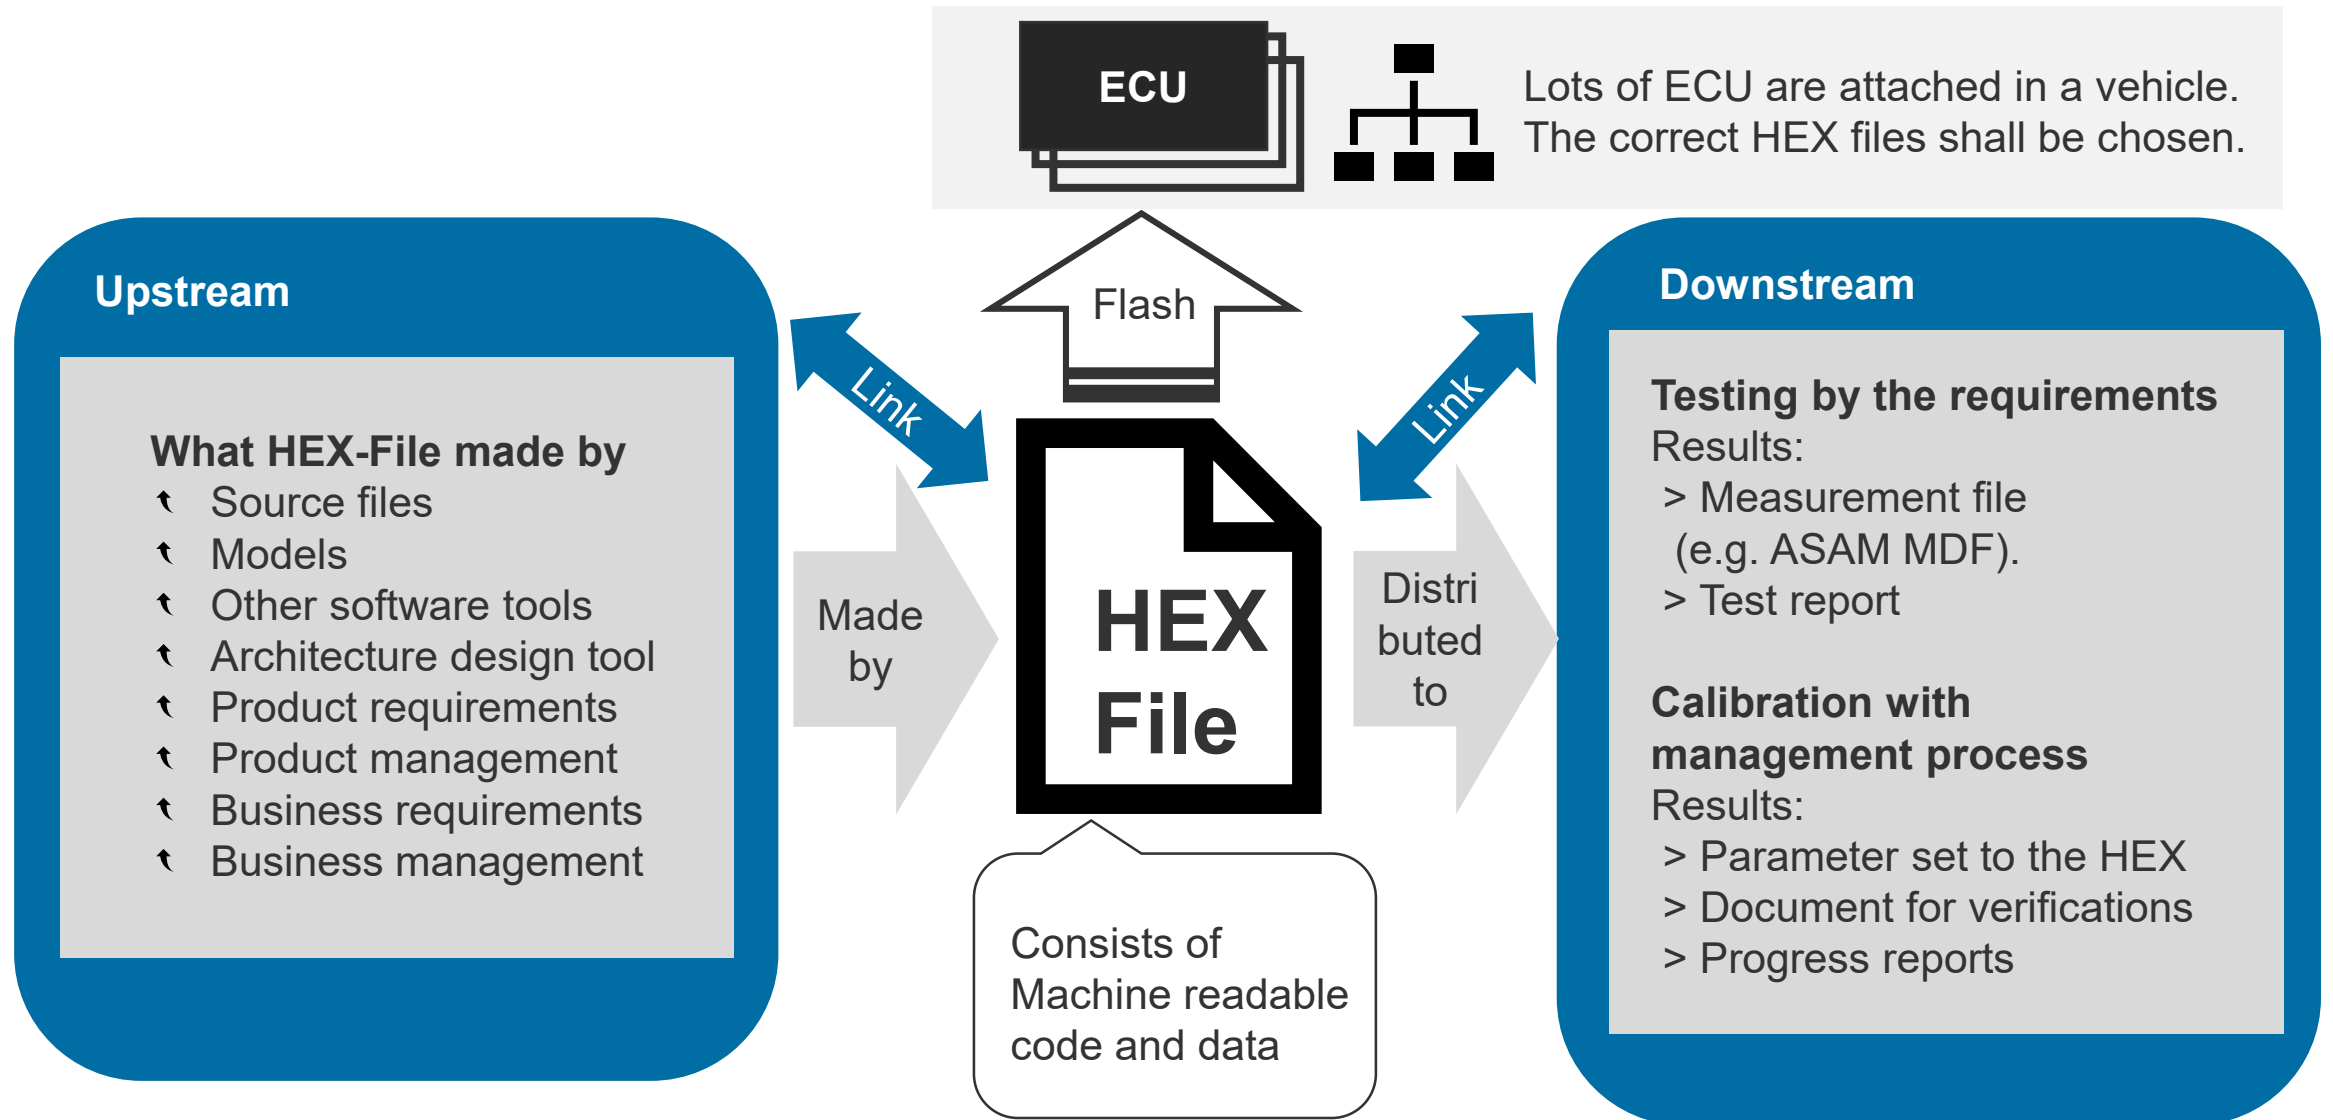 ECU
Lots of ECU are attached in a vehicle.
The correct HEX files shall be chosen.
Upstream
What HEX-File made by
Source files
Models
Other software tools
Architecture design tool
Product requirements
Product management
Business requirements
Business management
Link
Made
by
Flash
HEX
File
Consists of
Machine readable
code and data
Link
Distri
buted
to
Downstream
Testing by the requirements
Results:
> Measurement file
(e.g. ASAM MDF).
> Test report
Calibration with
management process
Results:
> Parameter set to the HEX
> Document for verifications
> Progress reports